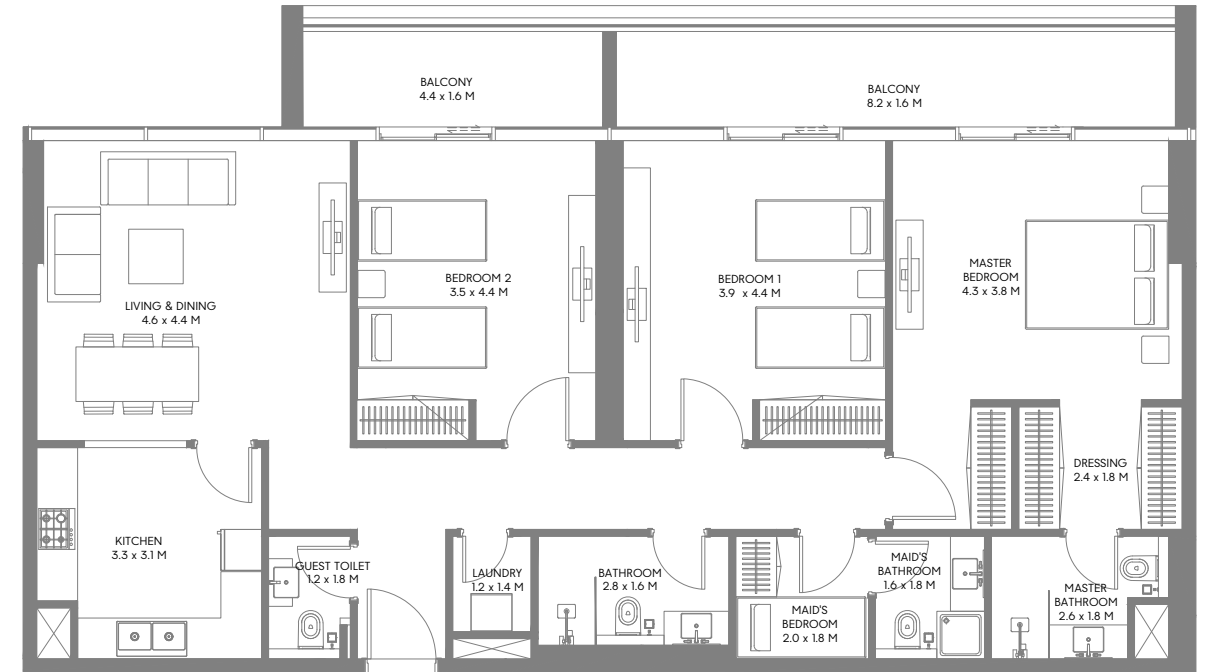 BALCONY
4.4 x 1.6 M
BALCONY
8.2 x 1.6 M
LIVING & DINING
4.6 x 4.4 M
BEDROOM 2
3.5 x 4.4 M
BEDROOM 1
3.9 x 4.4 M
MASTER
BEDROOM
4.3 x 3.8 M
DRESSING
2.4 x 1.8 M
KITCHEN
3.3 x 3.1 M
GUEST TOILET
1.2 x 1.8 M
LAUNDRY
1.2 x 1.4 M
BATHROOM
2.8 x 1.6 M
MAID'S
BEDROOM
2.0 x 1.8 M
MAID'S
BATHROOM
1.6 x 1.8 M
MASTER
BATHROOM
2.6 x 1.8 M